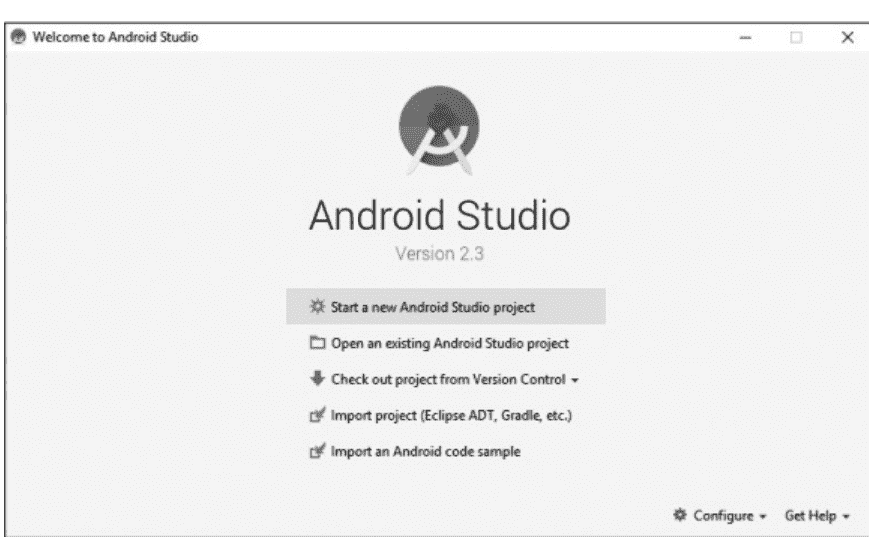 Welcome to Android Studio
Android Studio
Version 2.3
Start a new Android Studio project
Open an existing Android Studio project
Check out project from Version Control
Import project (Eclipse ADT, Gradle, etc.)
Import an Android code sample
Configure Get Help